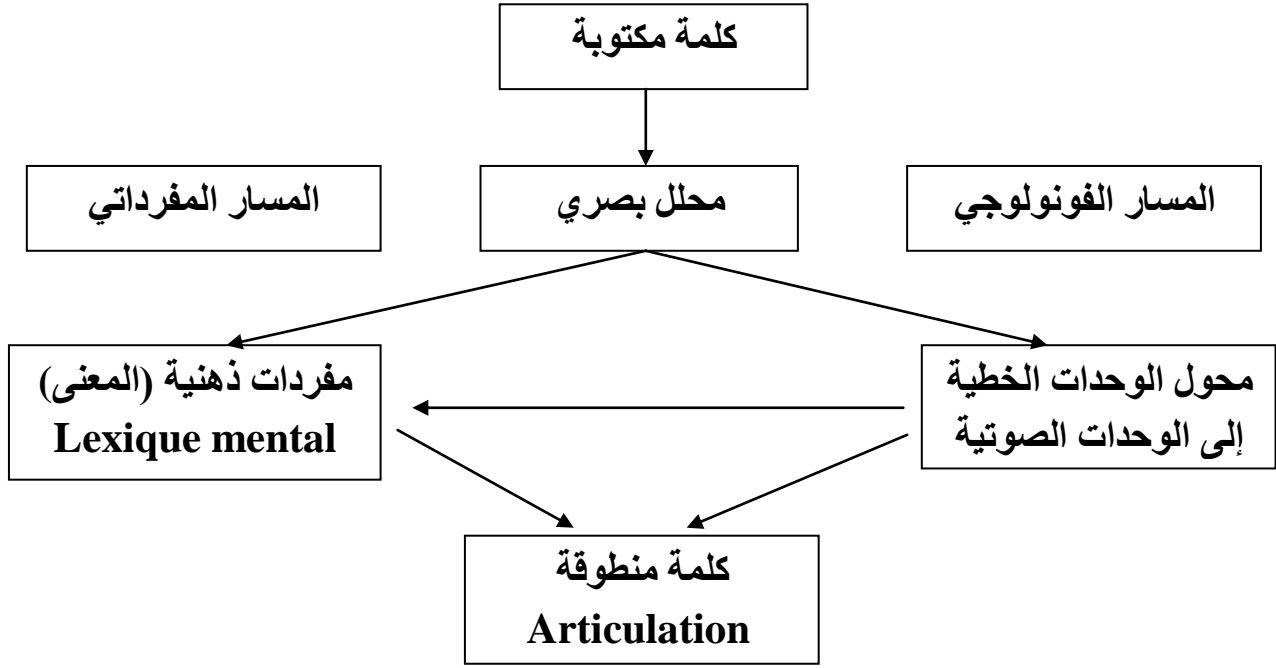 كلمة مكتوبة
المسار الفونولوجي
محلل بصري
المسار المفرداتي
محول الوحدات الخطية
إلى الوحدات الصوتية
مفردات ذهنية (المعنى)
Lexique mental
كلمة منطوقة
Articulation